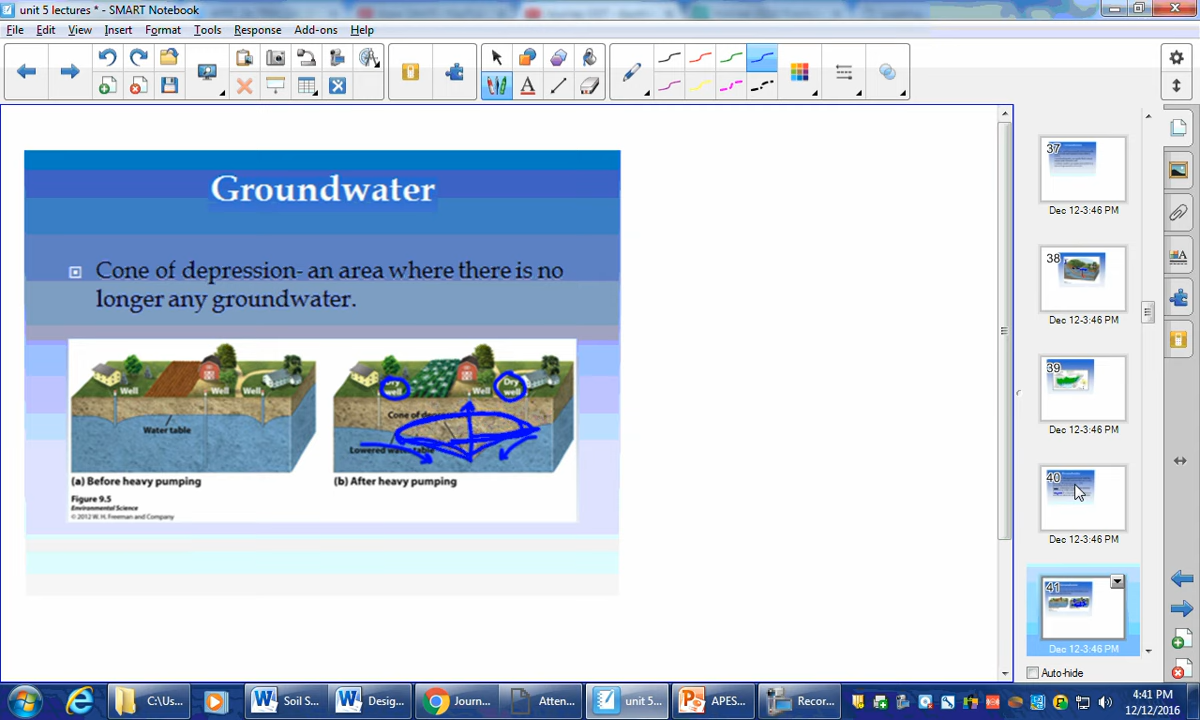 unit 5 lectures * - SMART Notebook
File Edit View Insert Format Tools Response Add-ons Help
Groundwater
Cone of depression- an area where there is no
longer any groundwater.
Well Well Well
Water table
(a) Before heavy pumping
Dry
well
Well
Dry
well
Cone of
Lowered water table
(b) After heavy pumping
Figure 9.5
Environmental Science
© 2012 W. H. Freeman and Company
37
Dec 12-3:46 PM
38
Dec 12-3:46 PM
39
Dec 12-3:46 PM
40
Dec 12-3:46 PM
41
Dec 12-3:46 PM
Auto-hide
C:\Us...
Soil S...
Desig...
Journ...
Atten...
unit 5...
APES...
Recor...
4:41 PM
12/12/2016